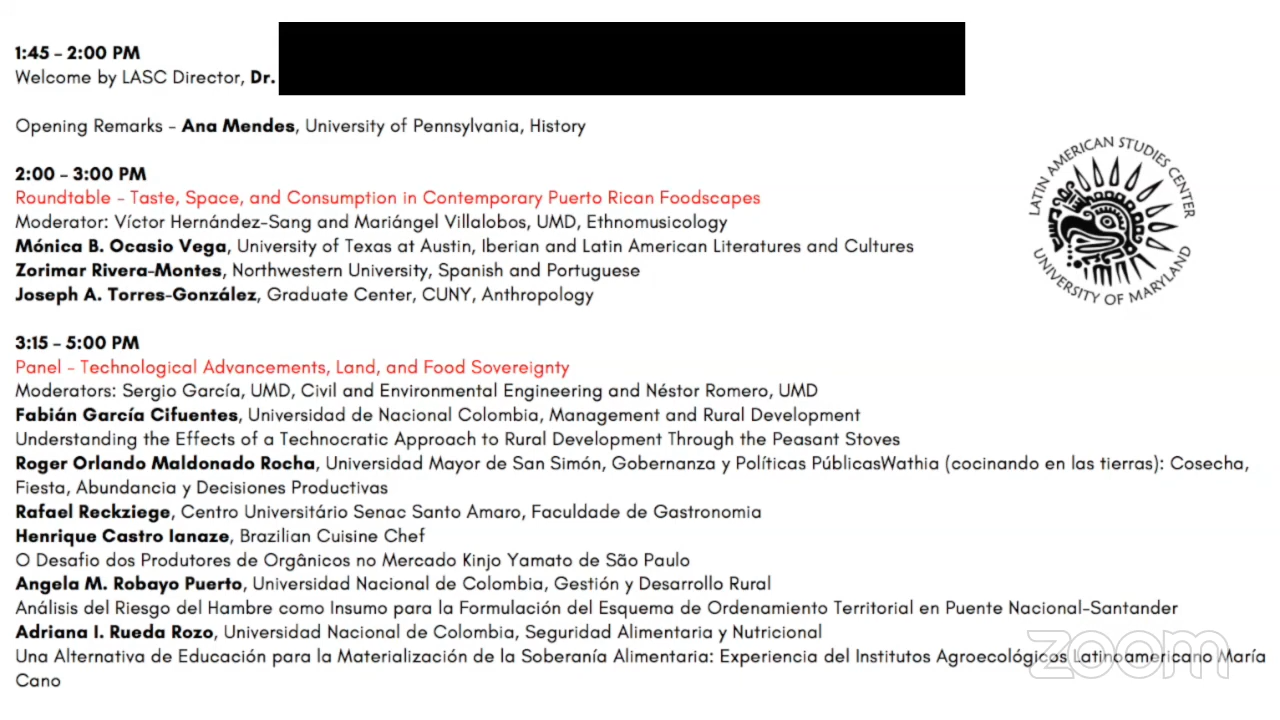 1:45 – 2:00 PM
Welcome by LASC Director, Dr.
Opening Remarks – Ana Mendes, University of Pennsylvania, History
2:00 – 3:00 PM
Roundtable – Taste, Space, and Consumption in Contemporary Puerto Rican Foodscapes
Moderator: Víctor Hernández-Sang and Mariángel Villalobos, UMD, Ethnomusicology
Mónica B. Ocasio Vega, University of Texas at Austin, Iberian and Latin American Literatures and Cultures
Zorimar Rivera-Montes, Northwestern University, Spanish and Portuguese
Joseph A. Torres-González, Graduate Center, CUNY, Anthropology
LATIN AMERICAN STUDIES CENTER
UNIVERSITY OF MARYLAND
3:15 – 5:00 PM
Panel – Technological Advancements, Land, and Food Sovereignty
Moderators: Sergio García, UMD, Civil and Environmental Engineering and Néstor Romero, UMD
Fabián García Cifuentes, Universidad de Nacional Colombia, Management and Rural Development
Understanding the Effects of a Technocratic Approach to Rural Development Through the Peasant Stoves
Roger Orlando Maldonado Rocha, Universidad Mayor de San Simón, Gobernanza y Políticas PúblicasWathia (cocinando en las tierras): Cosecha,
Fiesta, Abundancia y Decisiones Productivas
Rafael Reckziege, Centro Universitário Senac Santo Amaro, Faculdade de Gastronomia
Henrique Castro Ianaze, Brazilian Cuisine Chef
O Desafio dos Produtores de Orgânicos no Mercado Kinjo Yamato de São Paulo
Angela M. Robayo Puerto, Universidad Nacional de Colombia, Gestión y Desarrollo Rural
Análisis del Riesgo del Hambre como Insumo para la Formulación del Esquema de Ordenamiento Territorial en Puente Nacional-Santander
Adriana I. Rueda Rozo, Universidad Nacional de Colombia, Seguridad Alimentaria y Nutricional
Una Alternativa de Educación para la Materialización de la Soberanía Alimentaria: Experiencia del Institutos Agroecológicos Latinoamericano María
Cano
zoom